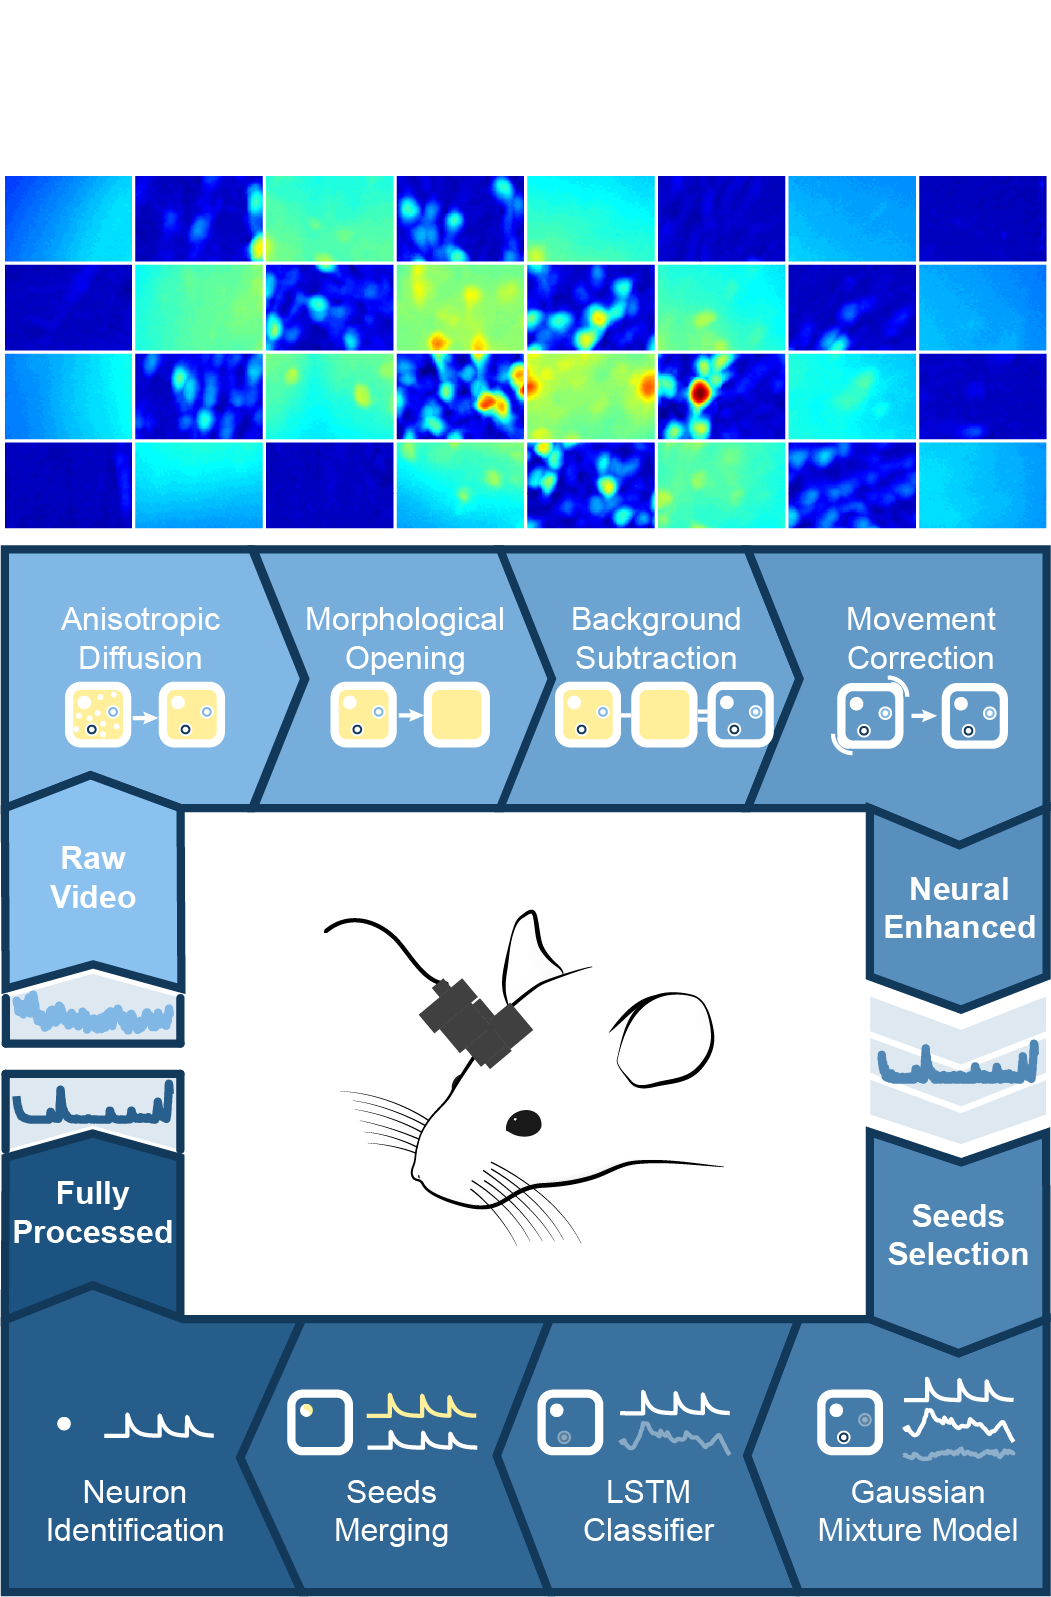 Anisotropic
Diffusion
Morphological
Opening
Background
Subtraction
Movement
Correction
Raw
Video
Neural
Enhanced
Fully
Processed
Seeds
Selection
Neuron
Identification
Seeds
Merging
LSTM
Classifier
Gaussian
Mixture Model